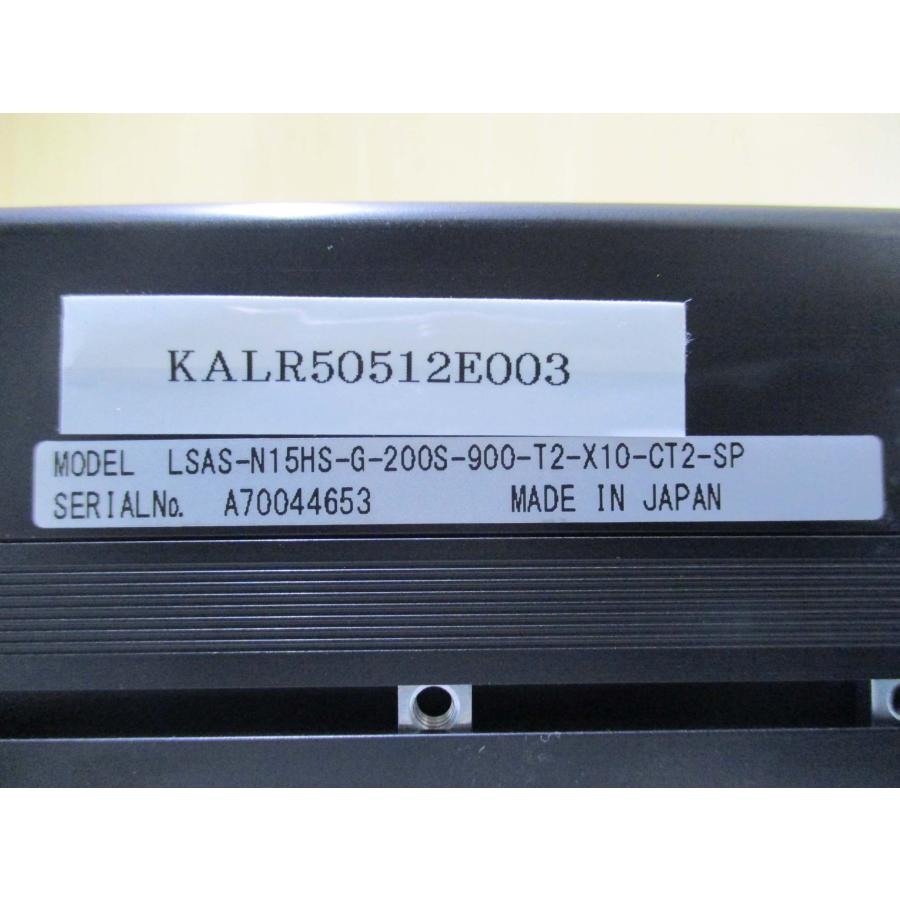 KALR50512E003
MODEL LSAS-N15HS-G-200S-900-T2-X10-CT2-SP
SERIALNo. A70044653 MADE IN JAPAN